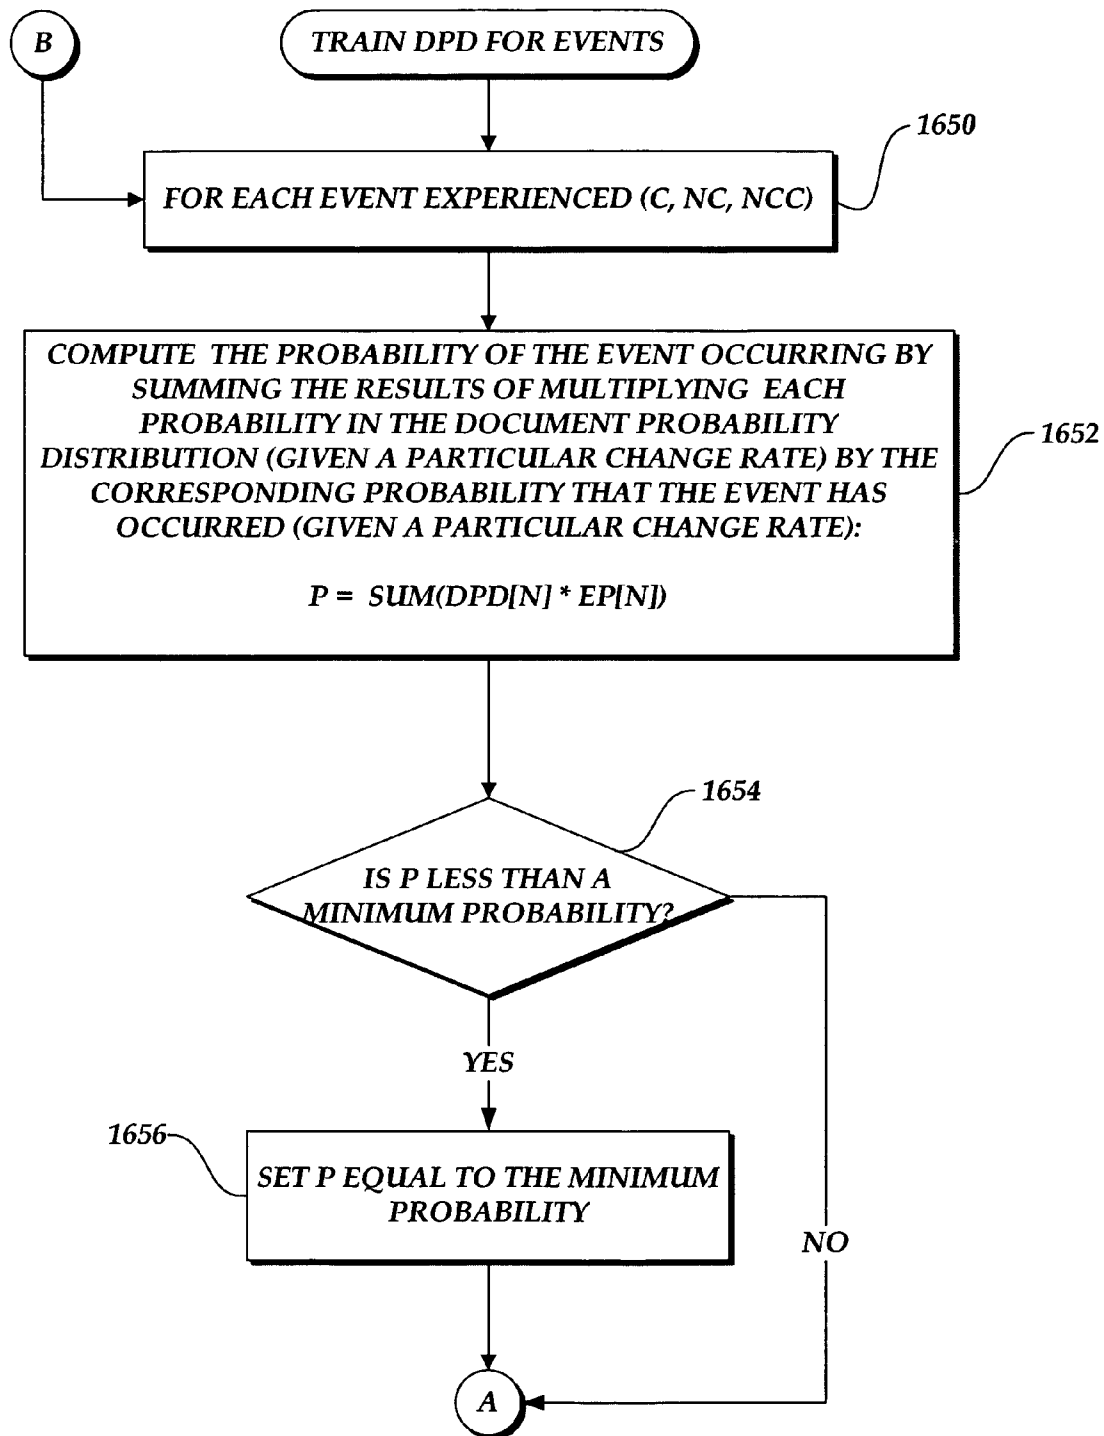 B
TRAIN DPD FOR EVENTS
1650
FOR EACH EVENT EXPERIENCED (C, NC, NCC)
COMPUTE THE PROBABILITY OF THE EVENT OCCURRING BY
SUMMING THE RESULTS OF MULTIPLYING EACH
PROBABILITY IN THE DOCUMENT PROBABILITY
DISTRIBUTION (GIVEN A PARTICULAR CHANGE RATE) BY THE
CORRESPONDING PROBABILITY THAT THE EVENT HAS
OCCURRED (GIVEN A PARTICULAR CHANGE RATE):
P = SUM(DPD[N] * EP[N])
1652
1654
IS P LESS THAN A
MINIMUM PROBABILITY?
YES
1656
SET P EQUAL TO THE MINIMUM
PROBABILITY
NO
A